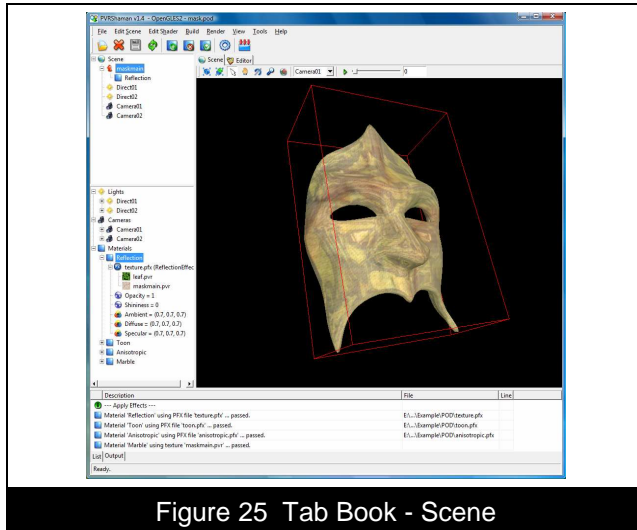 PVRShaman v1.4 - OpenGLES2 - mask.pod
File Edit Scene Edit Shader Build Render View Tools Help
Scene
maskmain
Reflection
Direct01
Direct02
Camera01
Camera02
Scene Editor
Camera01 0
Lights
Direct01
Direct02
Cameras
Camera01
Camera02
Materials
Reflection
texture.pfx (ReflectionEffec
leaf.pvr
maskmain.pvr
Opacity = 1
Shininess = 0
Ambient = (0.7, 0.7, 0.7)
Diffuse = (0.7, 0.7, 0.7)
Specular = (0.7, 0.7, 0.7)
Toon
Anisotropic
Marble
Description File Line
--- Apply Effects ---
Material 'Reflection' using PFX file 'texture.pfx' ... passed. E:\...\Example\POD\texture.pfx
Material 'Toon' using PFX file 'toon.pfx' ... passed. E:\...\Example\POD\toon.pfx
Material 'Anisotropic' using PFX file 'anisotropic.pfx' ... passed. E:\...\Example\POD\anisotropic.pfx
Material 'Marble' using texture 'maskmain.pvr' ... passed.
List Output
Ready.
Figure 25 Tab Book - Scene